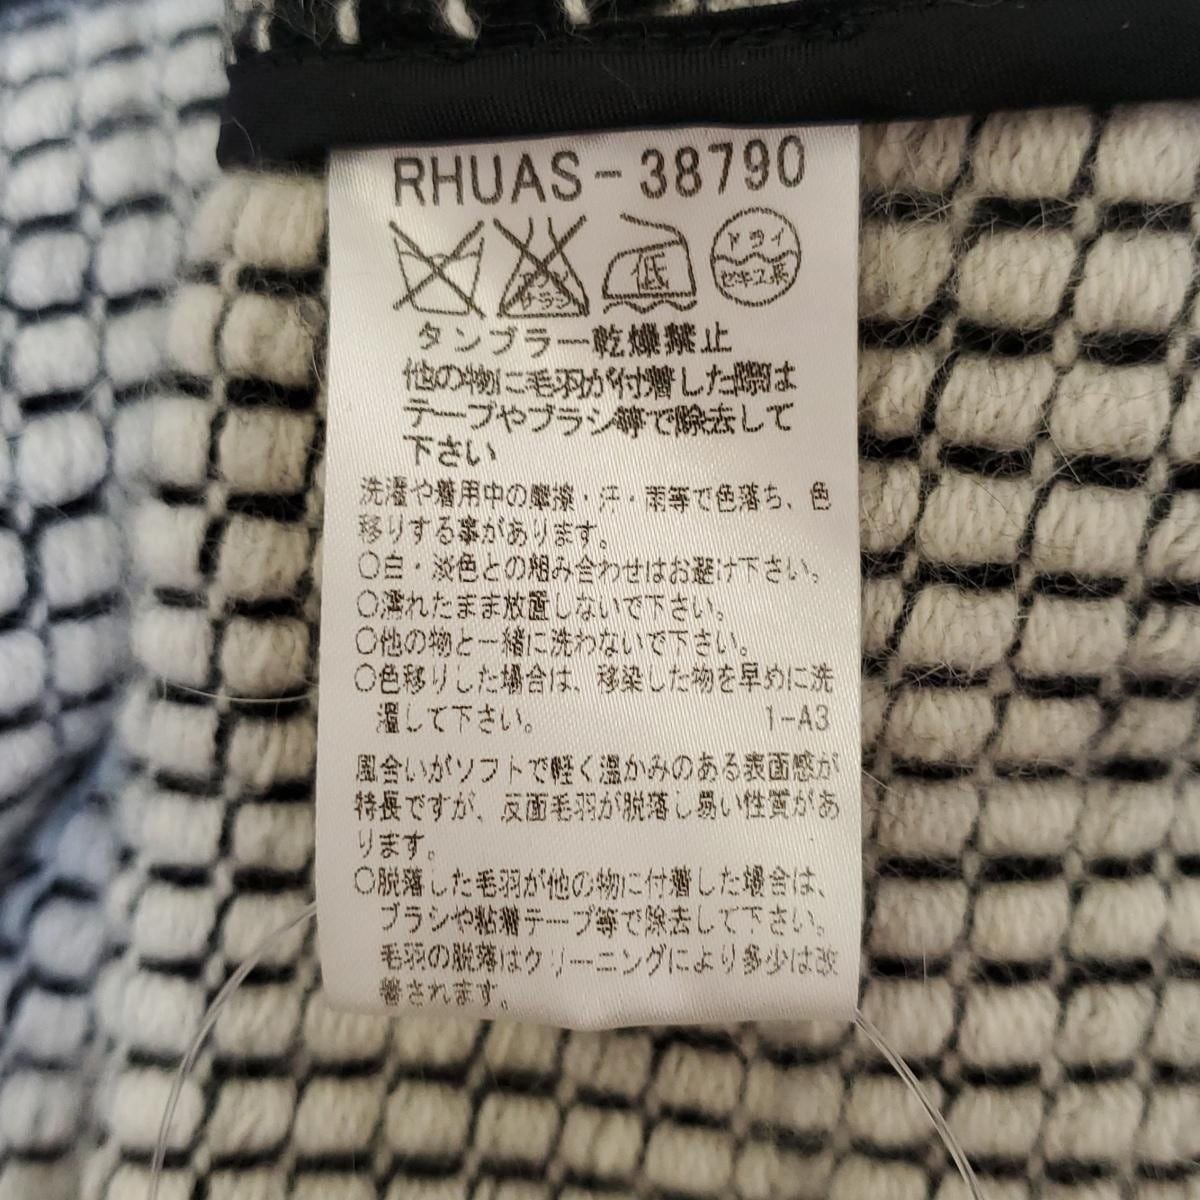 RHUAS-38790
エンソ
サラシ
低
ドライ
セキユ系
タンブラー乾燥禁止
他の物に毛羽が付着した際は
テープやブラシ等で除去して
下さい
洗濯や着用中の摩擦・汗・雨等で色落ち、色
移りする事があります。
○白・淡色との組み合わせはお避け下さい。
○濡れたまま放置しないで下さい。
○他の物と一緒に洗わないで下さい。
○色移りした場合は、移染した物を早めに洗
濯して下さい。 1-A3
風合いがソフトで軽く温かみのある表面感が
特長ですが、反面毛羽が脱落し易い性質があ
ります。
○脱落した毛羽が他の物に付着した場合は、
ブラシや粘着テープ等で除去して下さい。
毛羽の脱落はクリーニングにより多少は改
善されます。